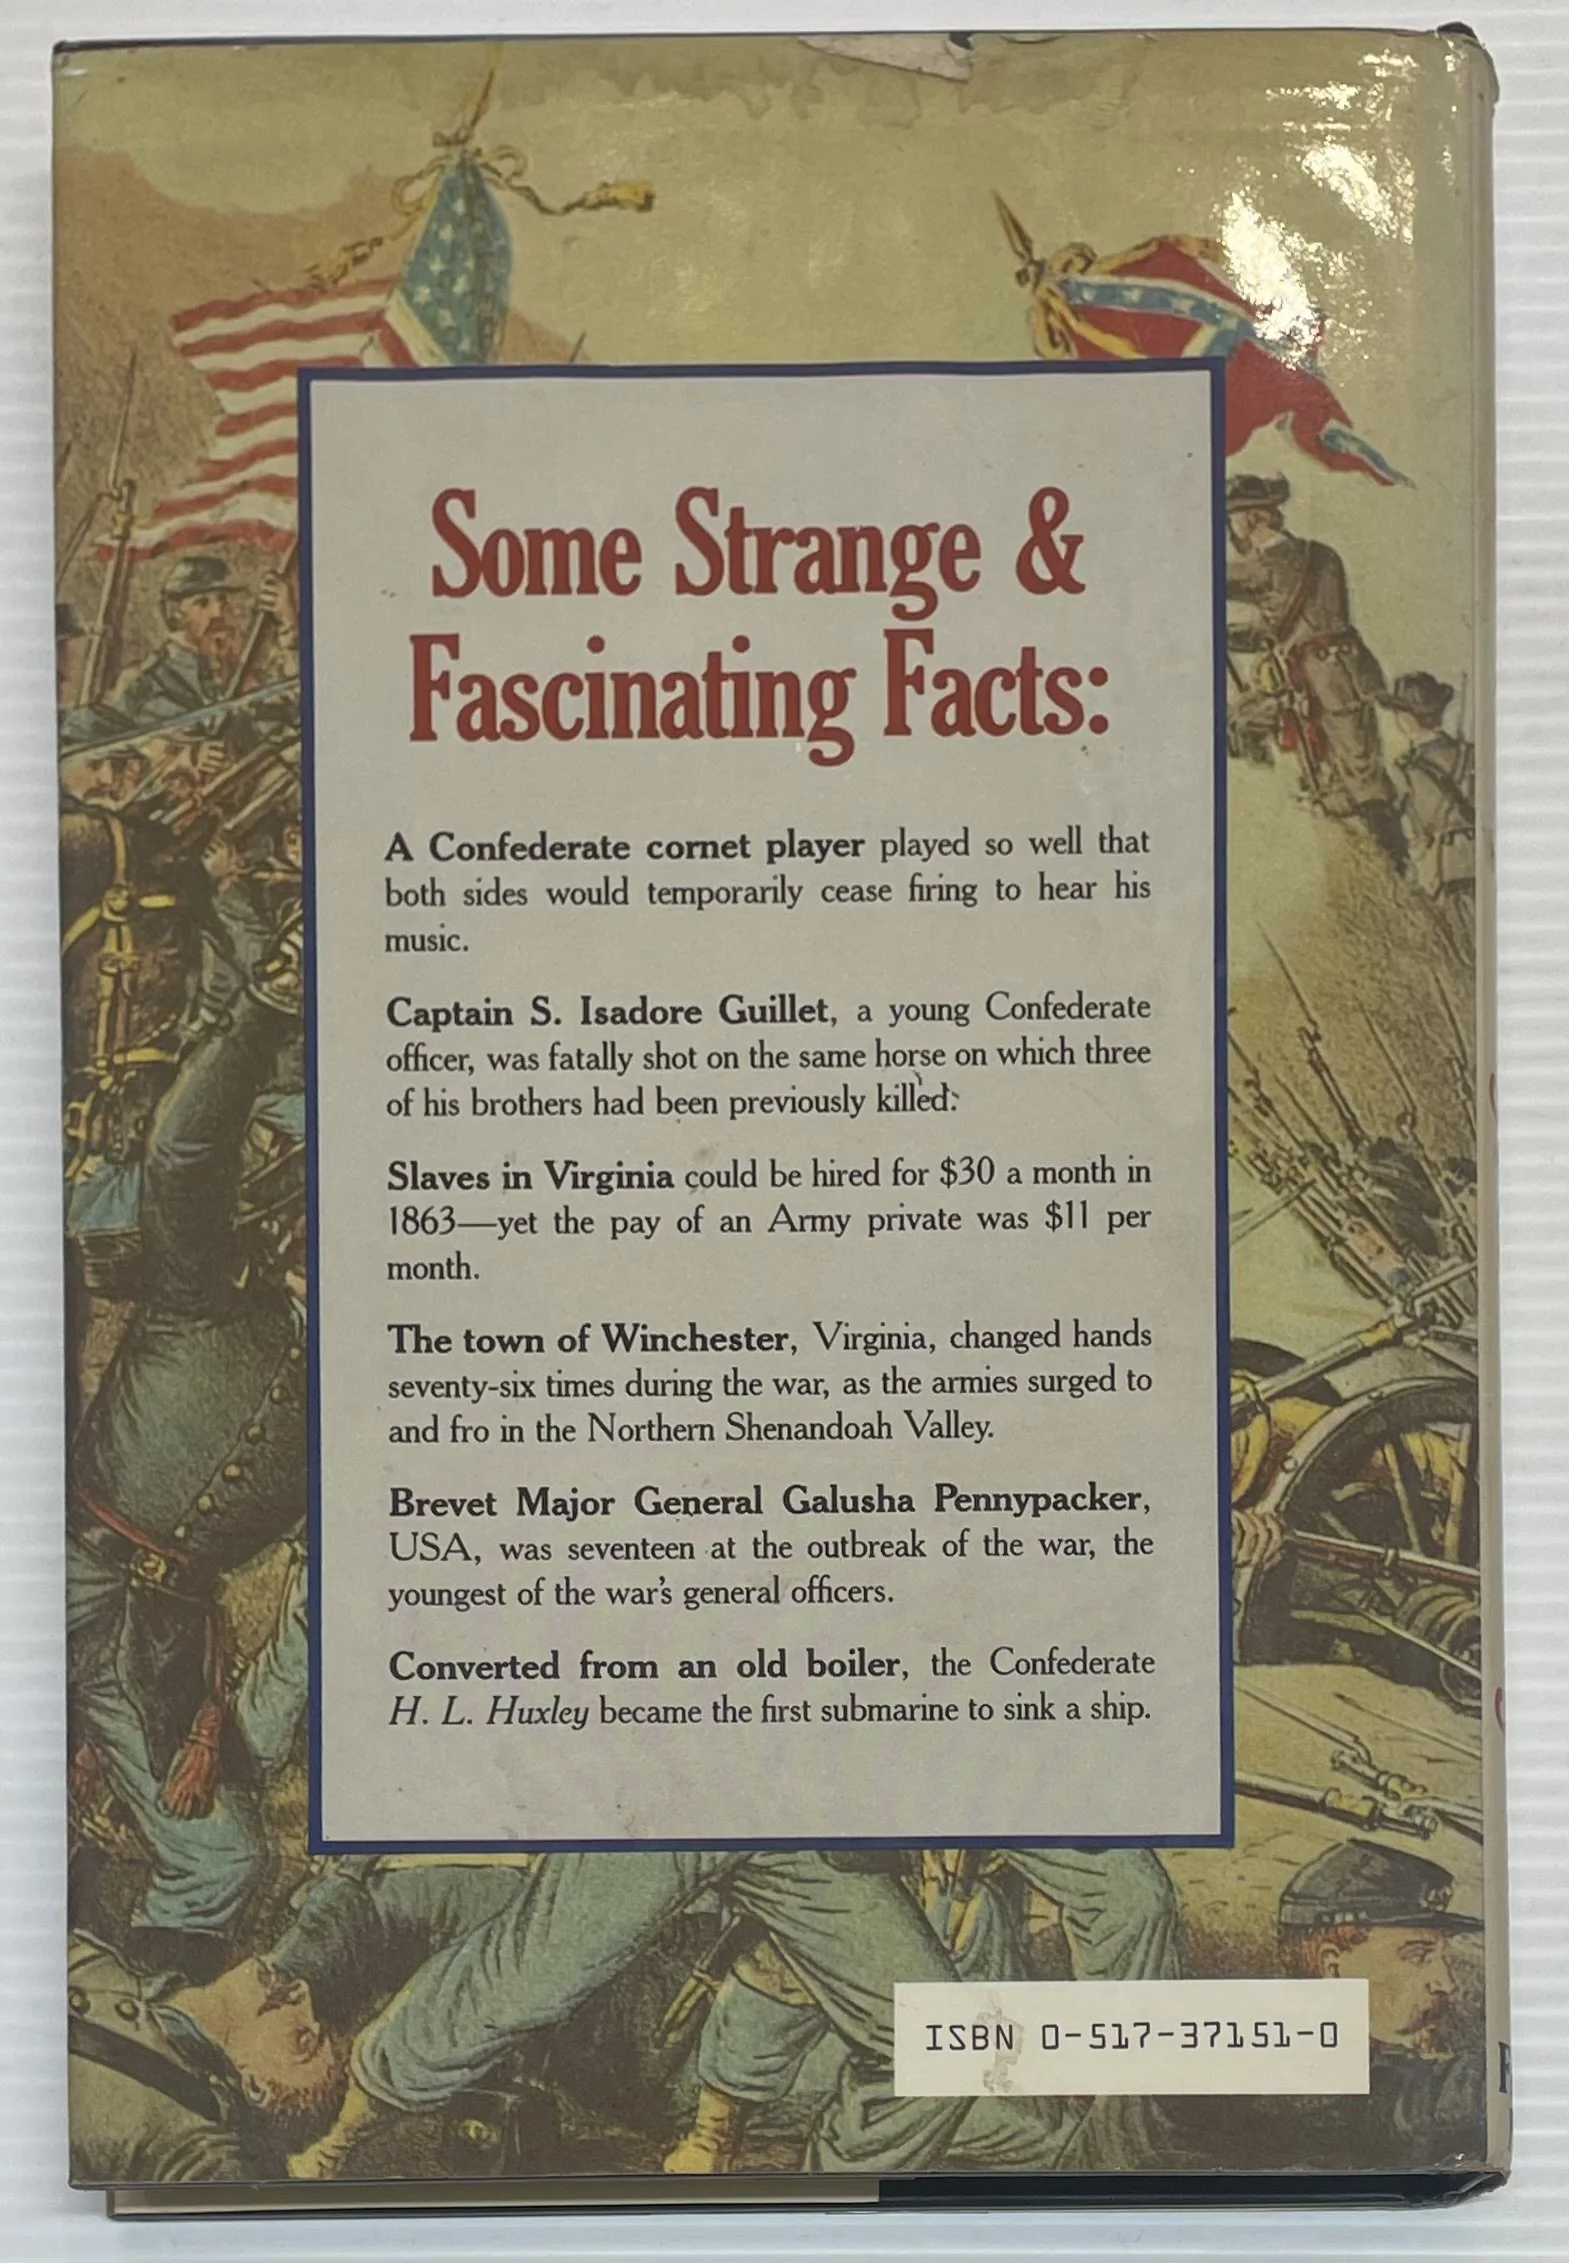 Some Strange &
Fascinating Facts:
A Confederate cornet player played so well that
both sides would temporarily cease firing to hear his
music.
Captain S. Isadore Guillet, a young Confederate
officer, was fatally shot on the same horse on which three
of his brothers had been previously killed.
Slaves in Virginia could be hired for $30 a month in
1863—yet the pay of an Army private was $11 per
month.
The town of Winchester, Virginia, changed hands
seventy-six times during the war, as the armies surged to
and fro in the Northern Shenandoah Valley.
Brevet Major General Galusha Pennypacker,
USA, was seventeen at the outbreak of the war, the
youngest of the war's general officers.
Converted from an old boiler, the Confederate
H. L. Huxley became the first submarine to sink a ship.
ISBN 0-517-37151-0